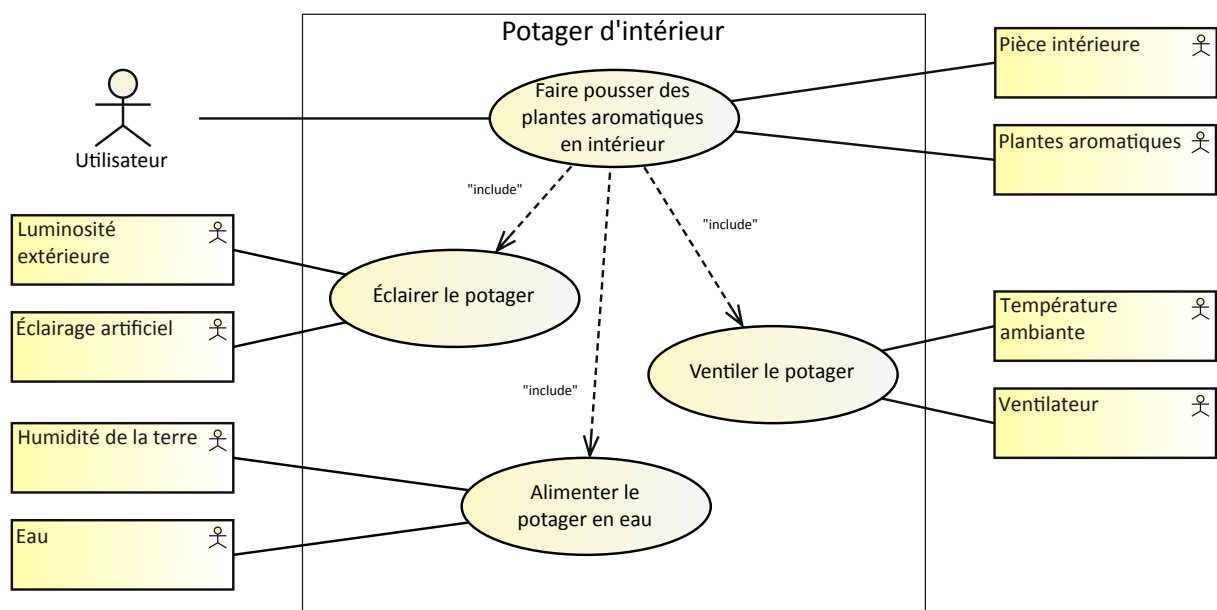 Potager d'intérieur
Utilisateur
Faire pousser des
plantes aromatiques
en intérieur
Pièce intérieure
Plantes aromatiques
"include"
"include"
"include"
Luminosité
extérieure
Éclairage artificiel
Éclairer le potager
Température
ambiante
Ventilateur
Ventiler le potager
Humidité de la terre
Eau
Alimenter le
potager en eau